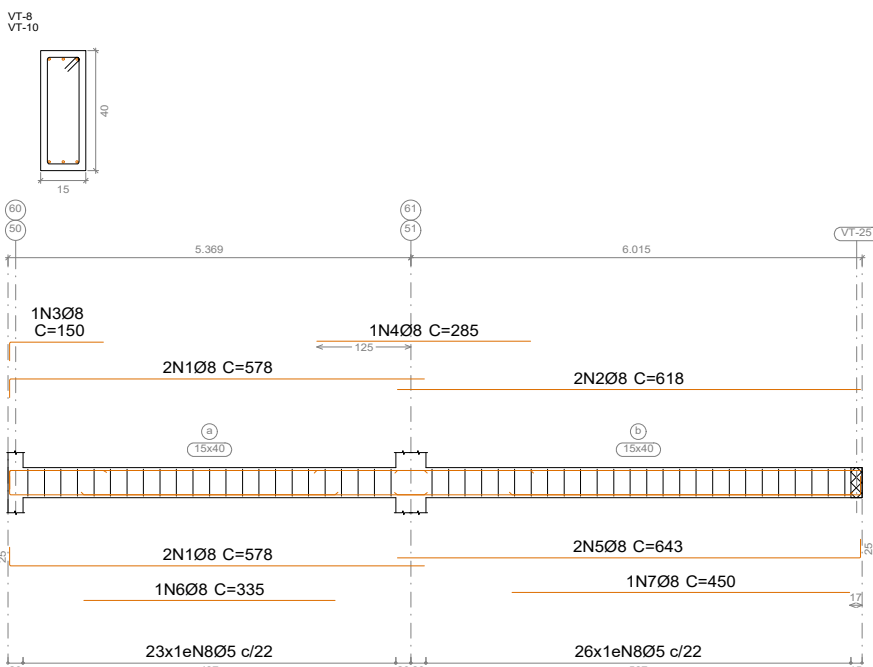 VT-8
VT-10
40
15
60
50
61
51
VT-25
5.369
6.015
1N3Ø8
C=150
1N4Ø8 C=285
125
2N1Ø8 C=578
2N2Ø8 C=618
a
15x40
b
15x40
25
2N1Ø8 C=578
2N5Ø8 C=643
25
1N6Ø8 C=335
1N7Ø8 C=450
17
23x1eN8Ø5 c/22
26x1eN8Ø5 c/22